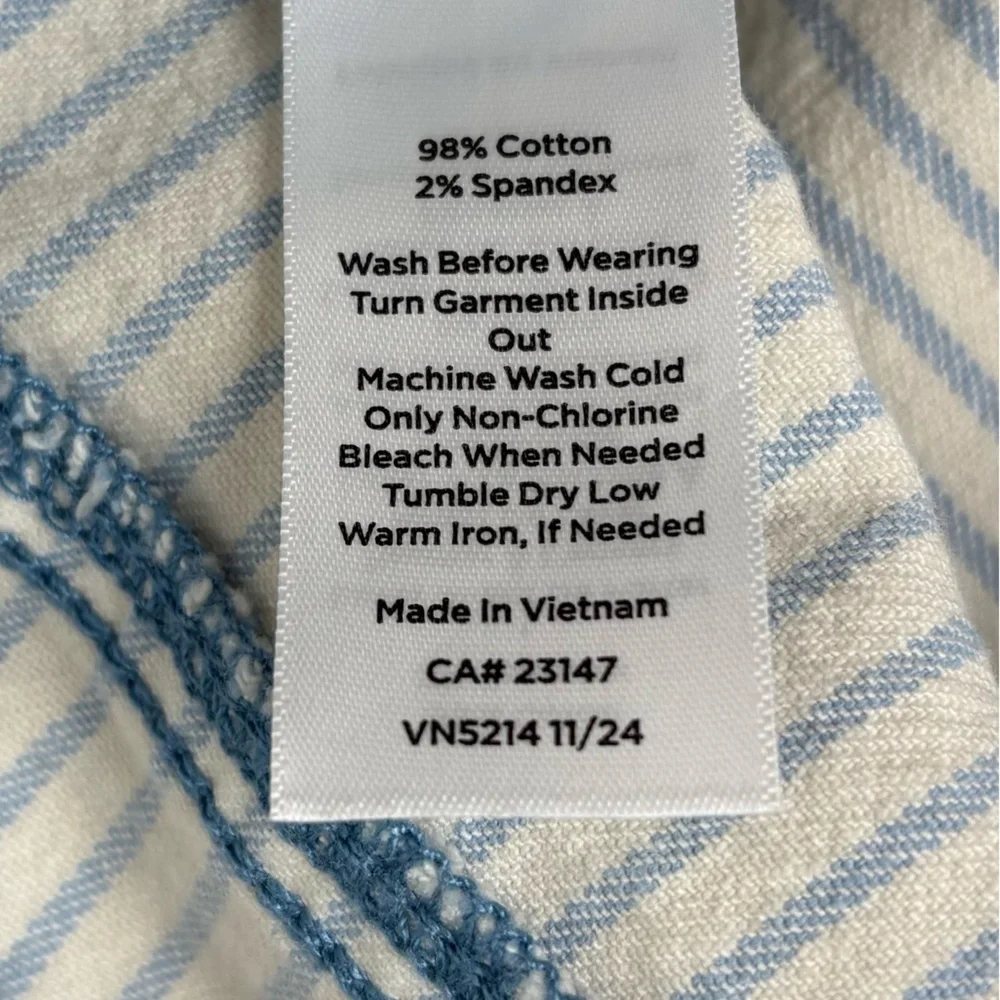 98% Cotton
2% Spandex
Wash Before Wearing
Turn Garment Inside
Out
Machine Wash Cold
Only Non-Chlorine
Bleach When Needed
Tumble Dry Low
Warm Iron, If Needed
Made In Vietnam
CA# 23147
VN5214 11/24